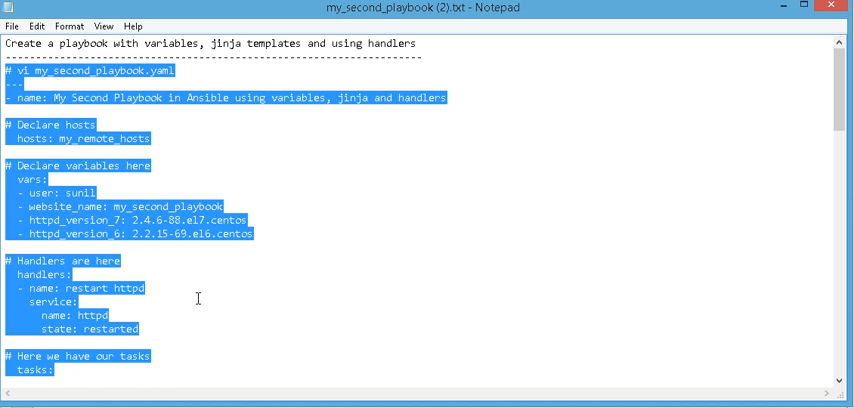 my_second_playbook (2).txt - Notepad
File Edit Format View Help
Create a playbook with variables, jinja templates and using handlers
---------------------------------------------------------------
# vi my_second_playbook.yaml
---
- name: My Second Playbook in Ansible using variables, jinja and handlers
# Declare hosts
  hosts: my_remote_hosts
# Declare variables here
  vars:
  - user: sunil
  - website_name: my_second_playbook
  - httpd_version_7: 2.4.6-88.el7.centos
  - httpd_version_6: 2.2.15-69.el6.centos
# Handlers are here
  handlers:
  - name: restart httpd
    service:
      name: httpd
      state: restarted
# Here we have our tasks
  tasks: